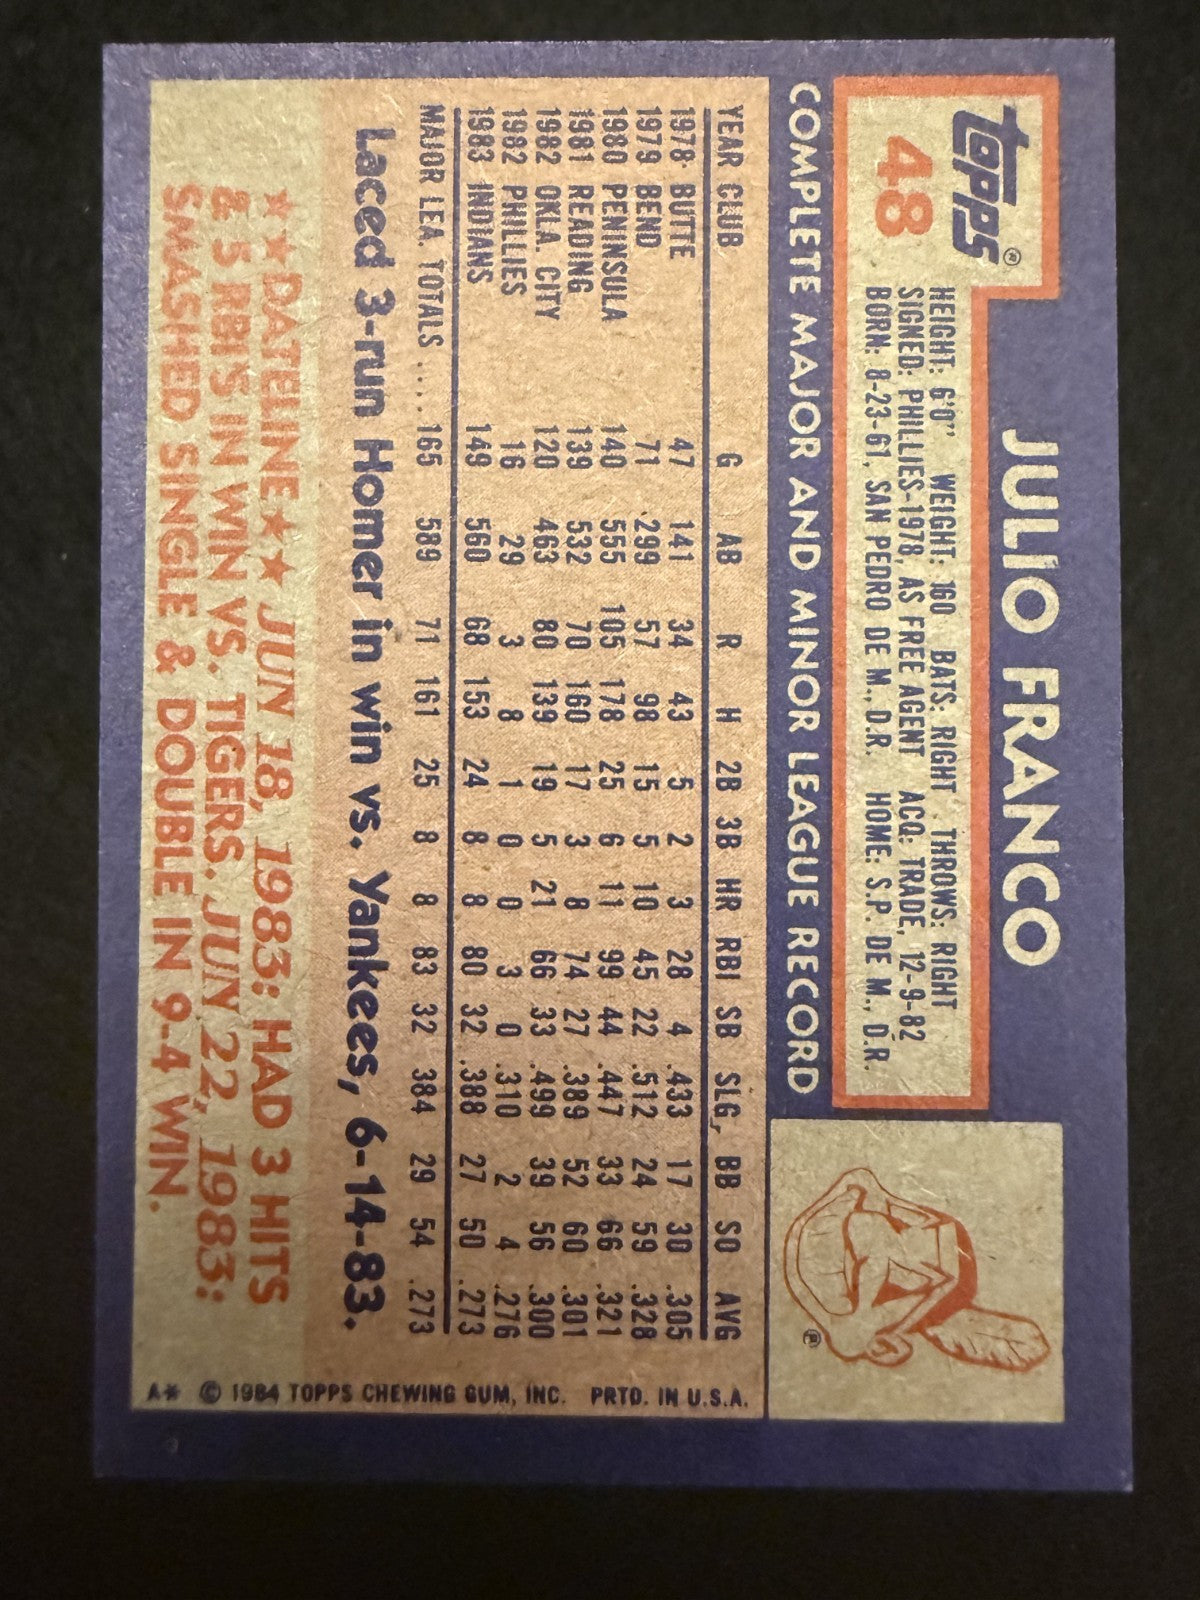 topps®
48
JULIO FRANCO
HEIGHT: 6'0" WEIGHT: 160 BATS: RIGHT THROWS: RIGHT
SIGNED: PHILLIES-1978, AS FREE AGENT ACQ: TRADE, 12-9-82
BORN: 8-23-61, SAN PEDRO DE M., D.R. HOME: S.P. DE M., D.R.
COMPLETE MAJOR AND MINOR LEAGUE RECORD
YEAR CLUB G AB R H 2B 3B HR RBI SB SLG. BB SO AVG
1978 BUTTE 47 141 34 43 5 2 3 28 4 .433 17 30 .305
1979 BEND 71 299 57 98 15 5 10 45 22 .512 24 59 .328
1980 PENINSULA 140 555 105 178 25 6 11 99 44 .447 33 66 .321
1981 READING 139 532 70 160 17 3 8 74 27 .389 52 60 .301
1982 OKLA. CITY 120 463 80 139 19 5 21 66 33 .499 39 56 .300
1982 PHILLIES 16 29 3 8 1 0 0 3 0 .310 2 4 .276
1983 INDIANS 149 560 68 153 24 8 8 80 32 .388 27 50 .273
MAJOR LEA. TOTALS ..... 165 589 71 161 25 8 8 83 32 .384 29 54 .273
Laced 3-run Homer in win vs. Yankees, 6-14-83.
★★DATELINE★★ JUN 18, 1983: HAD 3 HITS
& 5 RBI'S IN WIN VS. TIGERS. JUN 22, 1983:
SMASHED SINGLE & DOUBLE IN 9-4 WIN.
A* © 1984 TOPPS CHEWING GUM, INC. PRTD. IN U.S.A.